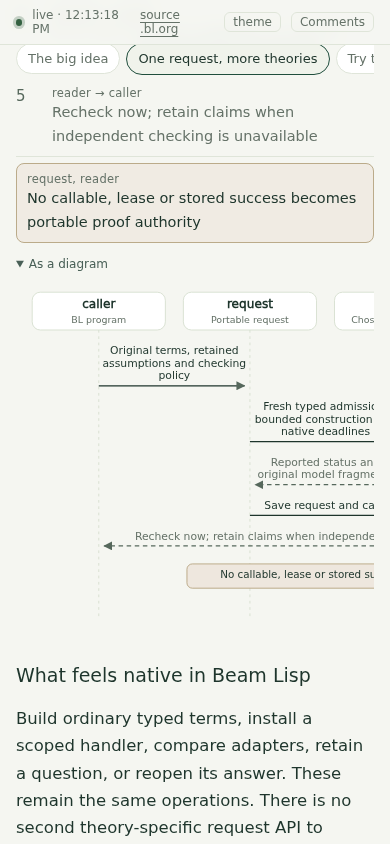 live · 12:13:18 PM
source.bl.org
theme
Comments
The big idea
One request, more theories
Try t
5
reader → caller
Recheck now; retain claims when
independent checking is unavailable
request, reader
No callable, lease or stored success becomes
portable proof authority
▼ As a diagram
caller
BL program
request
Portable request
Chos
Original terms, retained
assumptions and checking
policy
Fresh typed admissio
bounded construction
native deadlines
Reported status an
original model fragme
Save request and ca
Recheck now; retain claims when independe
No callable, lease or stored su
What feels native in Beam Lisp
Build ordinary typed terms, install a
scoped handler, compare adapters, retain
a question, or reopen its answer. These
remain the same operations. There is no
second theory-specific request API to